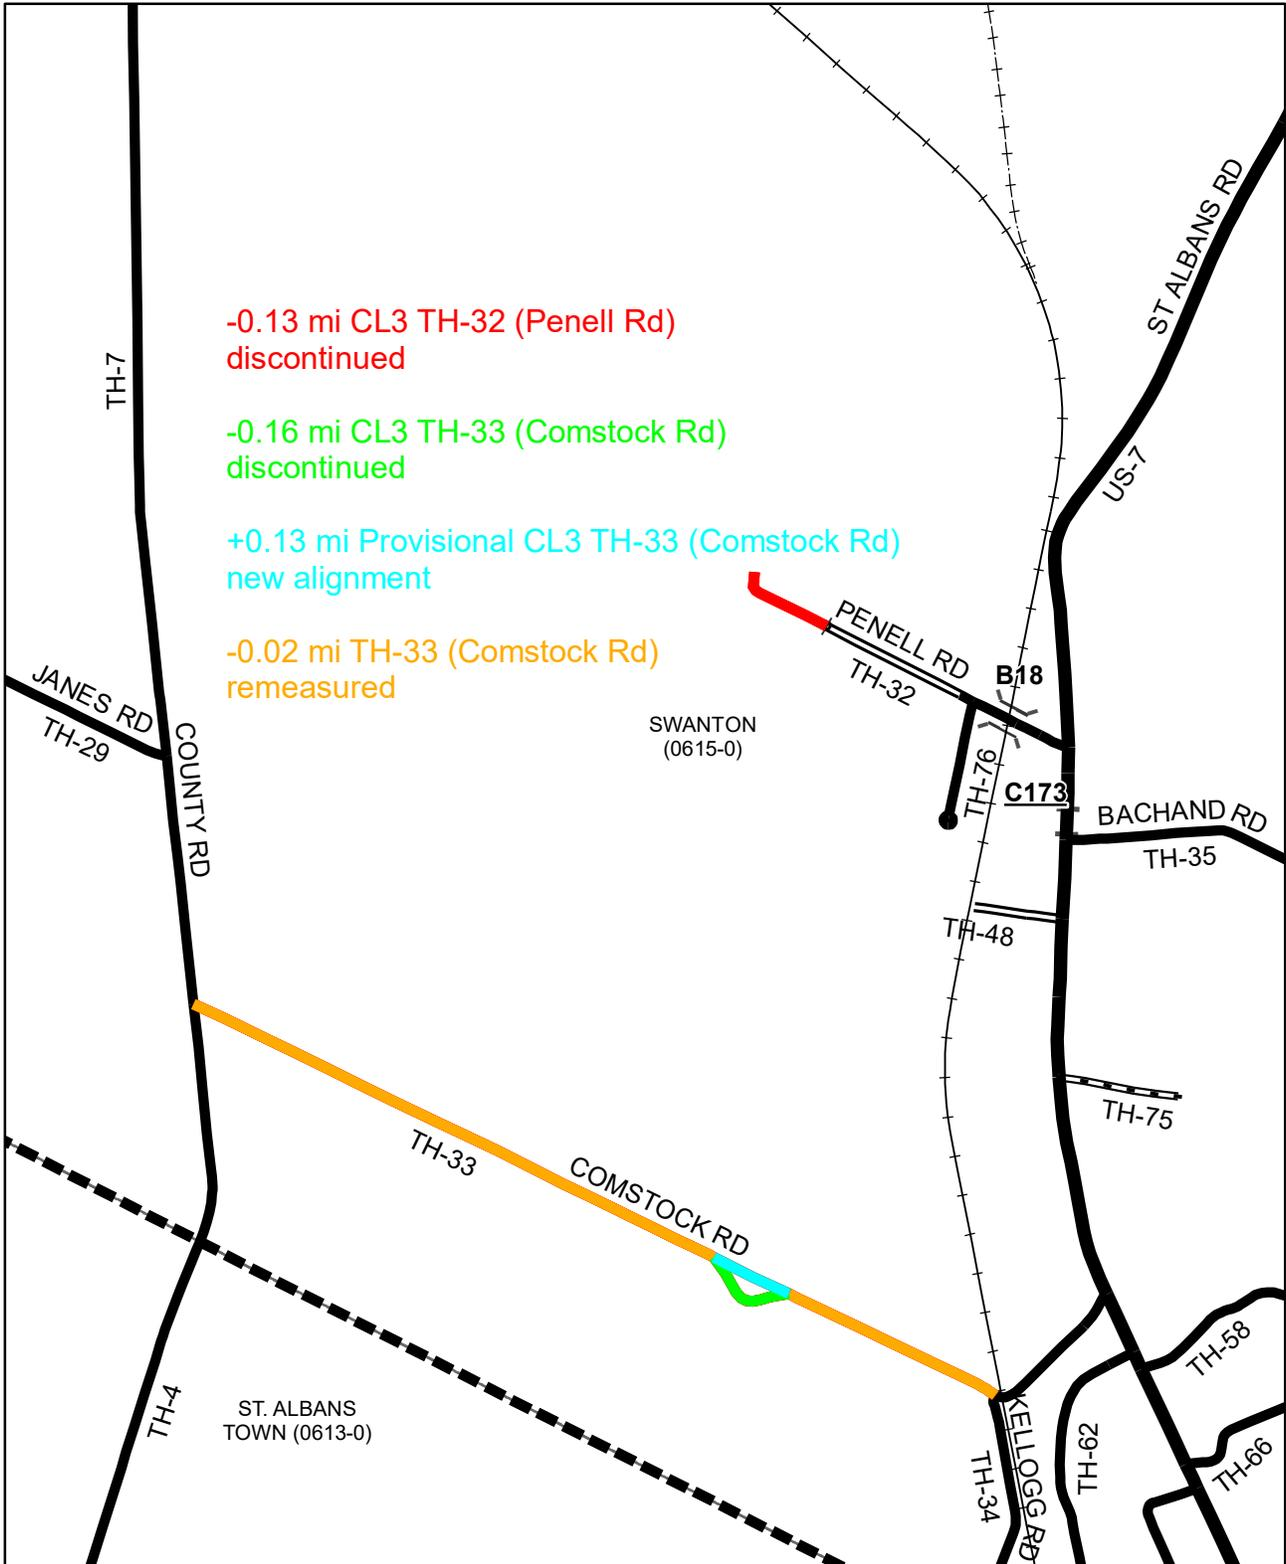 ST ALBANS RD
-0.13 mi CL3 TH-32 (Penell Rd)
discontinued
TH-7
-0.16 mi CL3 TH-33 (Comstock Rd)
discontinued
US-7
+0.13 mi Provisional CL3 TH-33 (Comstock Rd)
new alignment
PENELL RD
-0.02 mi TH-33 (Comstock Rd)
remeasured
TH-32
B18
JANES RD
TH-29
SWANTON
(0615-0)
COUNTY RD
TH-76
C173
BACHAND RD
TH-35
TH-48
TH-75
TH-33
COMSTOCK RD
TH-58
TH-4
ST. ALBANS
TOWN (0613-0)
KELLOGG RD
TH-62
TH-66
TH-34